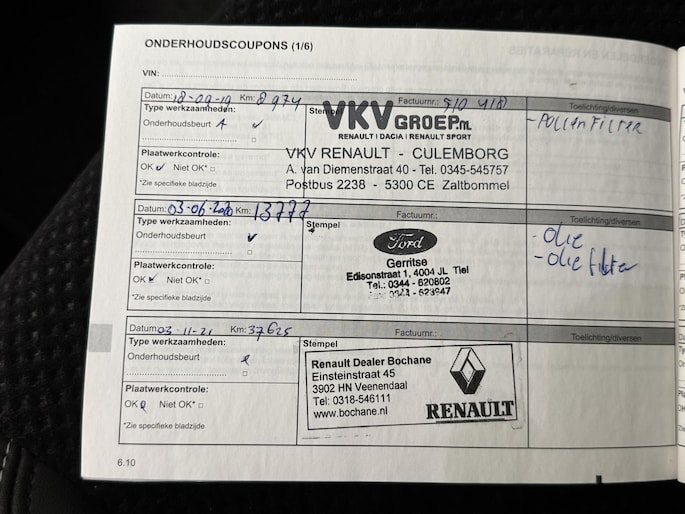 ONDERHOUDSCOUPONS (1/6)
VIN:
Datum: 18-09-19 Km: 8974 Factuurnr.: 510 418 Toelichting/diversen
Type werkzaamheden: Stempel VKV GROEP.nl - POLLENFILTER
Onderhoudsbeurt A RENAULT | DACIA | RENAULT SPORT
Plaatwerkcontrole: VKV RENAULT - CULEMBORG
OK Niet OK* A. van Diemenstraat 40 - Tel. 0345-545757
*Zie specifieke bladzijde Postbus 2238 - 5300 CE Zaltbommel
Datum: 03-06-2020 Km: 13777 Factuurnr.: Toelichting/diversen
Type werkzaamheden: Stempel - Olie
Onderhoudsbeurt Ford - Olie filter
Plaatwerkcontrole: Gerritse
OK Niet OK* Edisonstraat 1, 4004 JL Tiel
Tel.: 0344 - 620802
*Zie specifieke bladzijde Fax: 0344 - 623947
Datum: 03-11-21 Km: 37625 Factuurnr.: Toelichting/diversen
Type werkzaamheden: Stempel
Onderhoudsbeurt Renault Dealer Bochane
Einsteinstraat 45
Plaatwerkcontrole: 3902 HN Veenendaal
OK Niet OK* Tel: 0318-546111
www.bochane.nl RENAULT
*Zie specifieke bladzijde
6.10